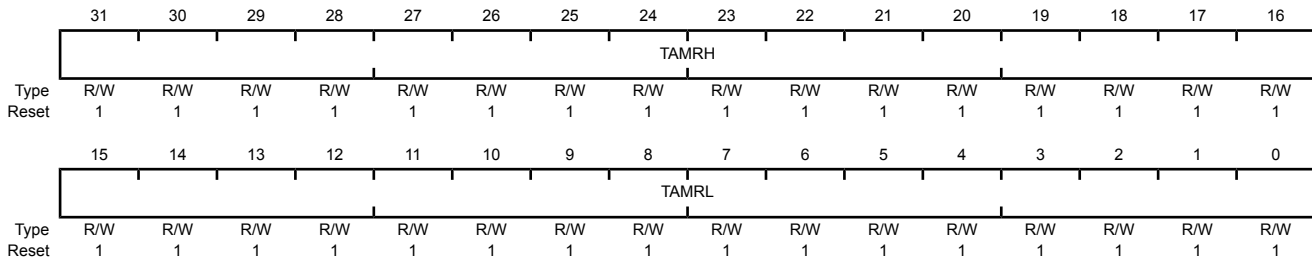 31 30 29 28 27 26 25 24 23 22 21 20 19 18 17 16
TAMRH
Type R/W R/W R/W R/W R/W R/W R/W R/W R/W R/W R/W R/W R/W R/W R/W R/W
Reset 1 1 1 1 1 1 1 1 1 1 1 1 1 1 1 1
15 14 13 12 11 10 9 8 7 6 5 4 3 2 1 0
TAMRL
Type R/W R/W R/W R/W R/W R/W R/W R/W R/W R/W R/W R/W R/W R/W R/W R/W
Reset 1 1 1 1 1 1 1 1 1 1 1 1 1 1 1 1